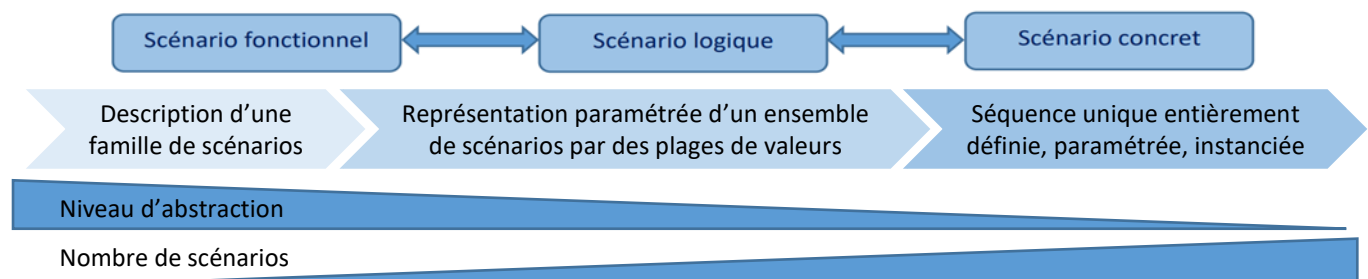 Scénario fonctionnel
Scénario logique
Scénario concret
Description d’une
famille de scénarios
Représentation paramétrée d’un ensemble
de scénarios par des plages de valeurs
Séquence unique entièrement
définie, paramétrée, instanciée
Niveau d’abstraction
Nombre de scénarios